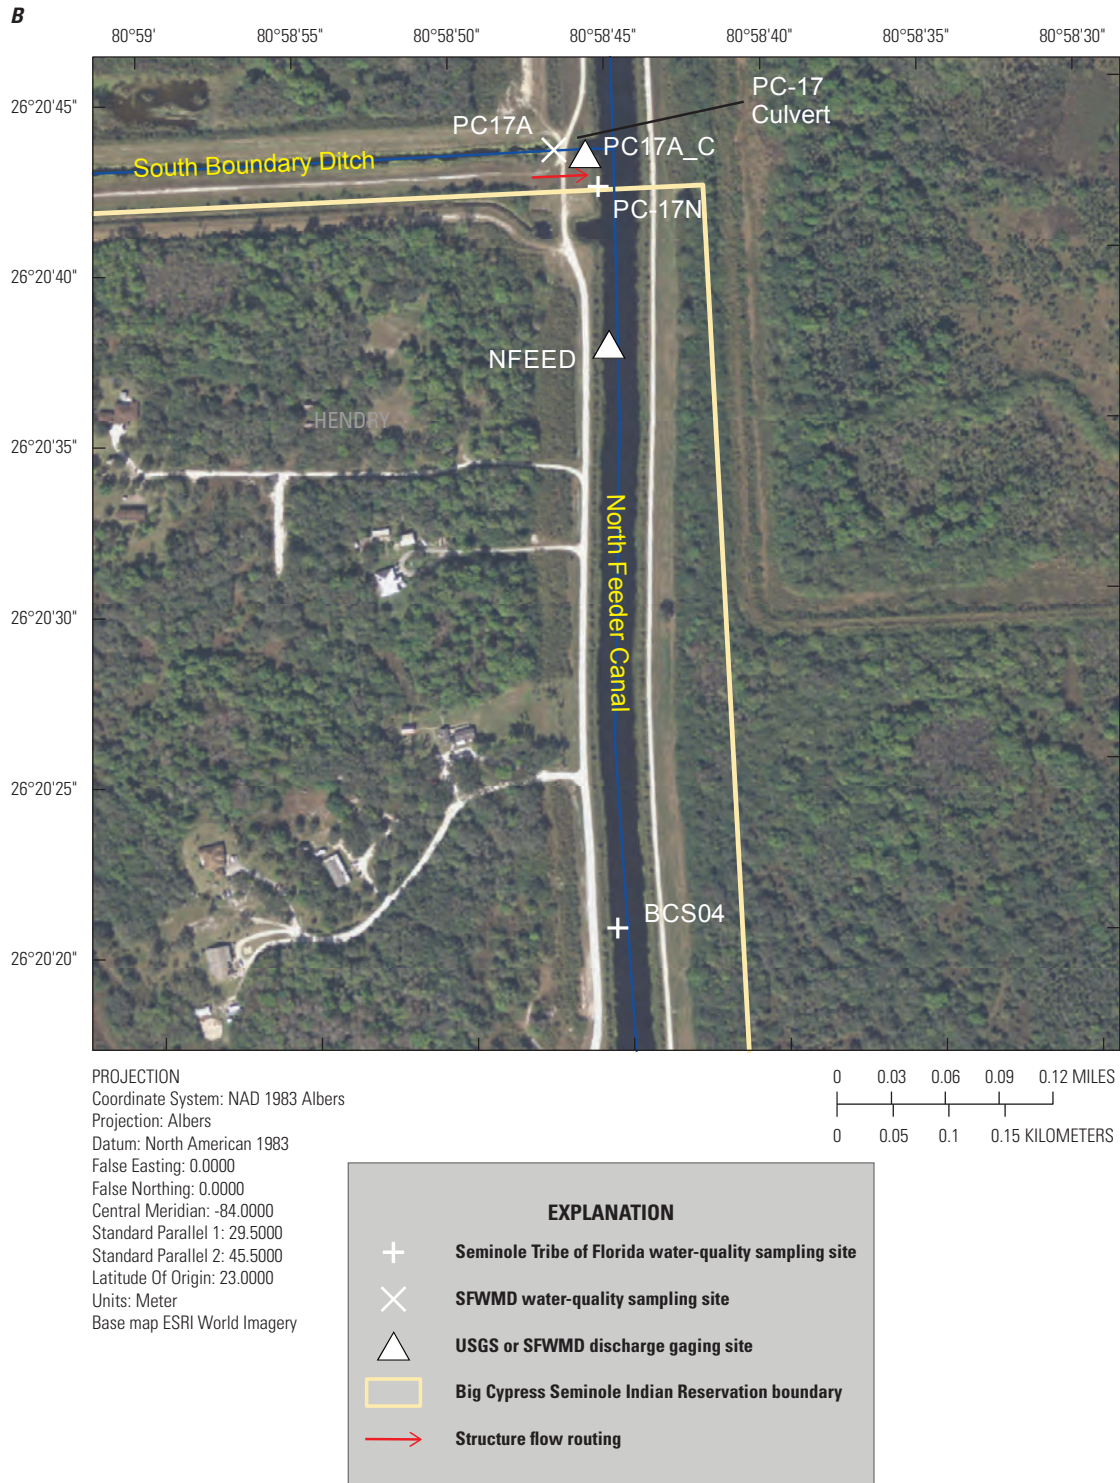 B
80°59' 80°58'55" 80°58'50" 80°58'45" 80°58'40" 80°58'35" 80°58'30"
26°20'45"
26°20'40"
26°20'35"
26°20'30"
26°20'25"
26°20'20"
PC-17
Culvert
PC17A
PC17A_C
South Boundary Ditch
PC-17N
NFEED
HENDRY
North Feeder Canal
BCS04
PROJECTION
Coordinate System: NAD 1983 Albers
Projection: Albers
Datum: North American 1983
False Easting: 0.0000
False Northing: 0.0000
Central Meridian: -84.0000
Standard Parallel 1: 29.5000
Standard Parallel 2: 45.5000
Latitude Of Origin: 23.0000
Units: Meter
Base map ESRI World Imagery
0 0.03 0.06 0.09 0.12 MILES
0 0.05 0.1 0.15 KILOMETERS
EXPLANATION
Seminole Tribe of Florida water-quality sampling site
SFWMD water-quality sampling site
USGS or SFWMD discharge gaging site
Big Cypress Seminole Indian Reservation boundary
Structure flow routing